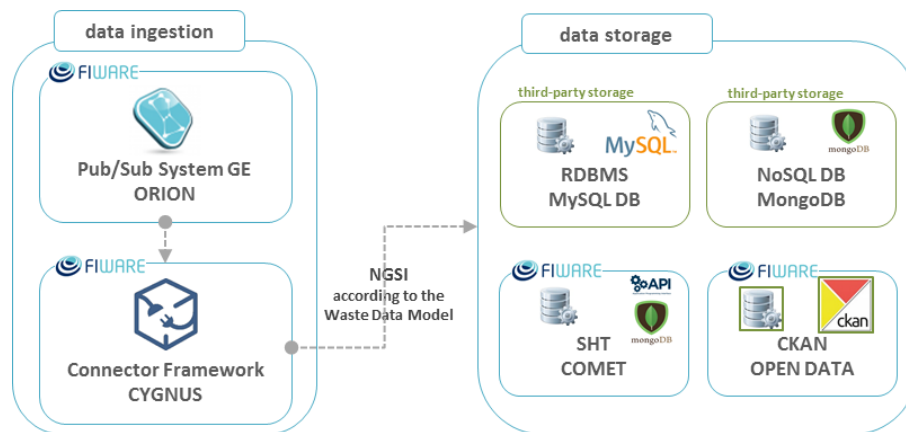 data ingestion
FIWARE
Pub/Sub System GE
ORION
FIWARE
Connector Framework
CYGNUS
NGSI
according to the
Waste Data Model
data storage
third-party storage
MySQL™
RDBMS
MySQL DB
third-party storage
mongoDB
NoSQL DB
MongoDB
FIWARE
API
mongoDB
SHT
COMET
FIWARE
ckan
CKAN
OPEN DATA